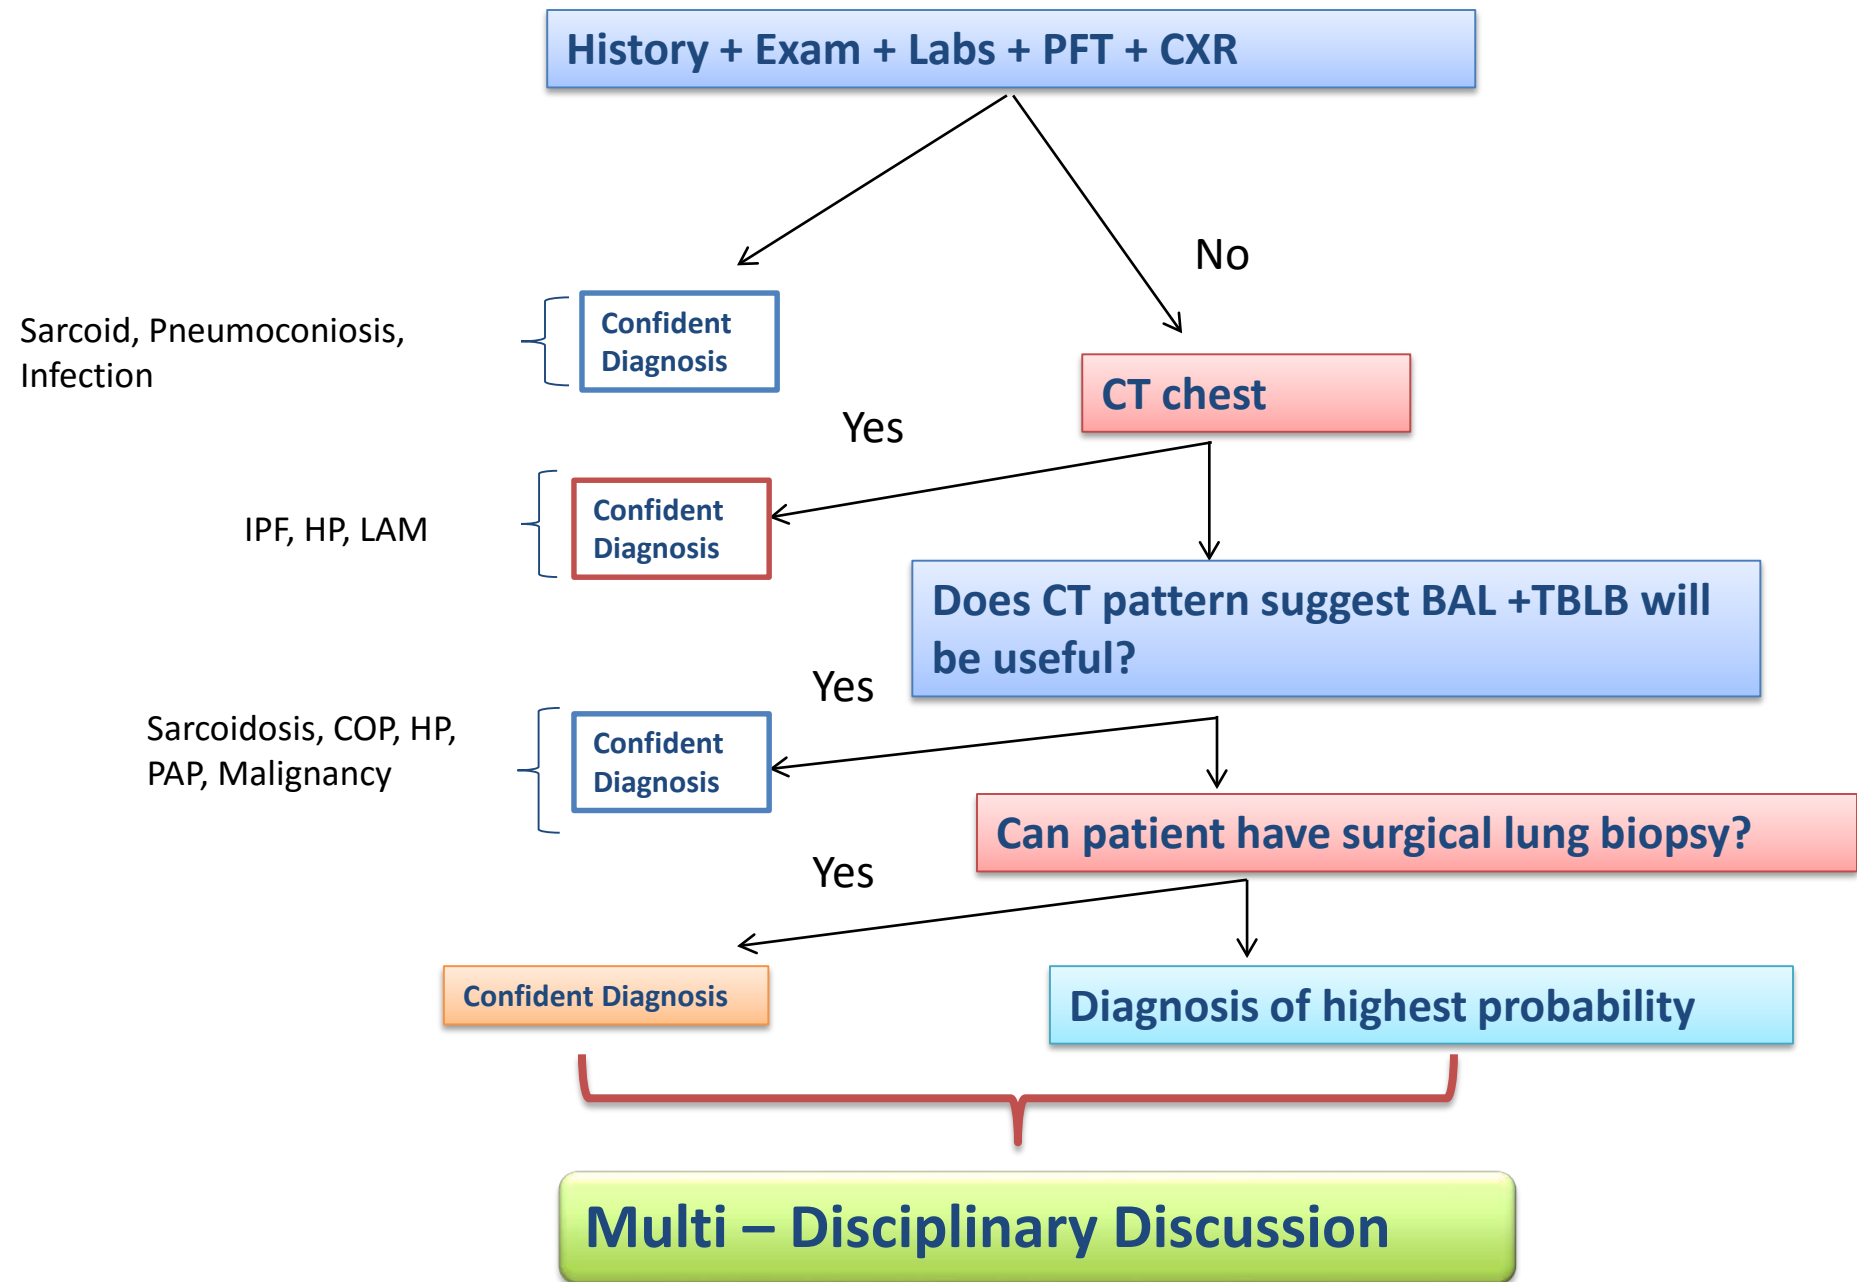 History + Exam + Labs + PFT + CXR
No
Sarcoid, Pneumoconiosis,
Infection
Confident
Diagnosis
CT chest
Yes
IPF, HP, LAM
Confident
Diagnosis
Does CT pattern suggest BAL +TBLB will
be useful?
Yes
Sarcoidosis, COP, HP,
PAP, Malignancy
Confident
Diagnosis
Can patient have surgical lung biopsy?
Yes
Confident Diagnosis
Diagnosis of highest probability
Multi – Disciplinary Discussion